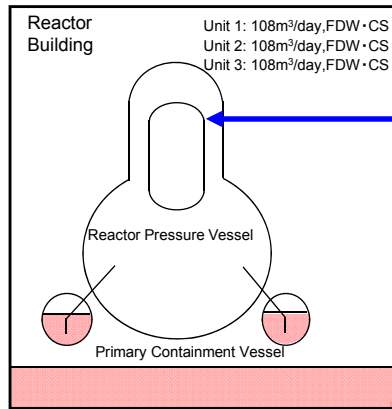 Reactor
Building
Unit 1: 108m³/day,FDW・CS
Unit 2: 108m³/day,FDW・CS
Unit 3: 108m³/day,FDW・CS
Reactor Pressure Vessel
Primary Containment Vessel